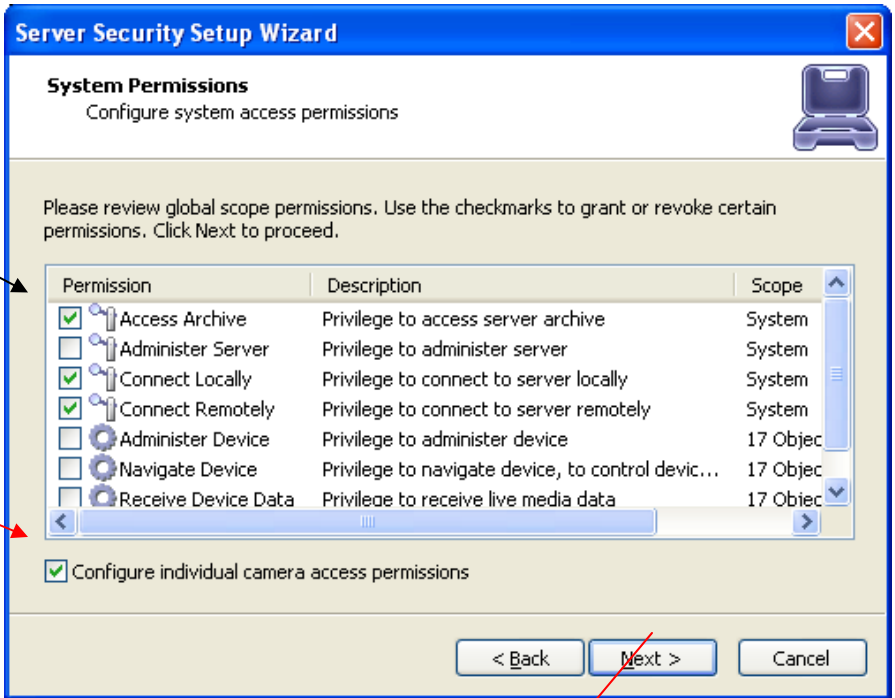 Server Security Setup Wizard
System Permissions
Configure system access permissions
Please review global scope permissions. Use the checkmarks to grant or revoke certain
permissions. Click Next to proceed.
Permission Description Scope
Access Archive Privilege to access server archive System
Administer Server Privilege to administer server System
Connect Locally Privilege to connect to server locally System
Connect Remotely Privilege to connect to server remotely System
Administer Device Privilege to administer device 17 Objec
Navigate Device Privilege to navigate device, to control devic... 17 Objec
Receive Device Data Privilege to receive live media data 17 Objec
Configure individual camera access permissions
< Back Next > Cancel